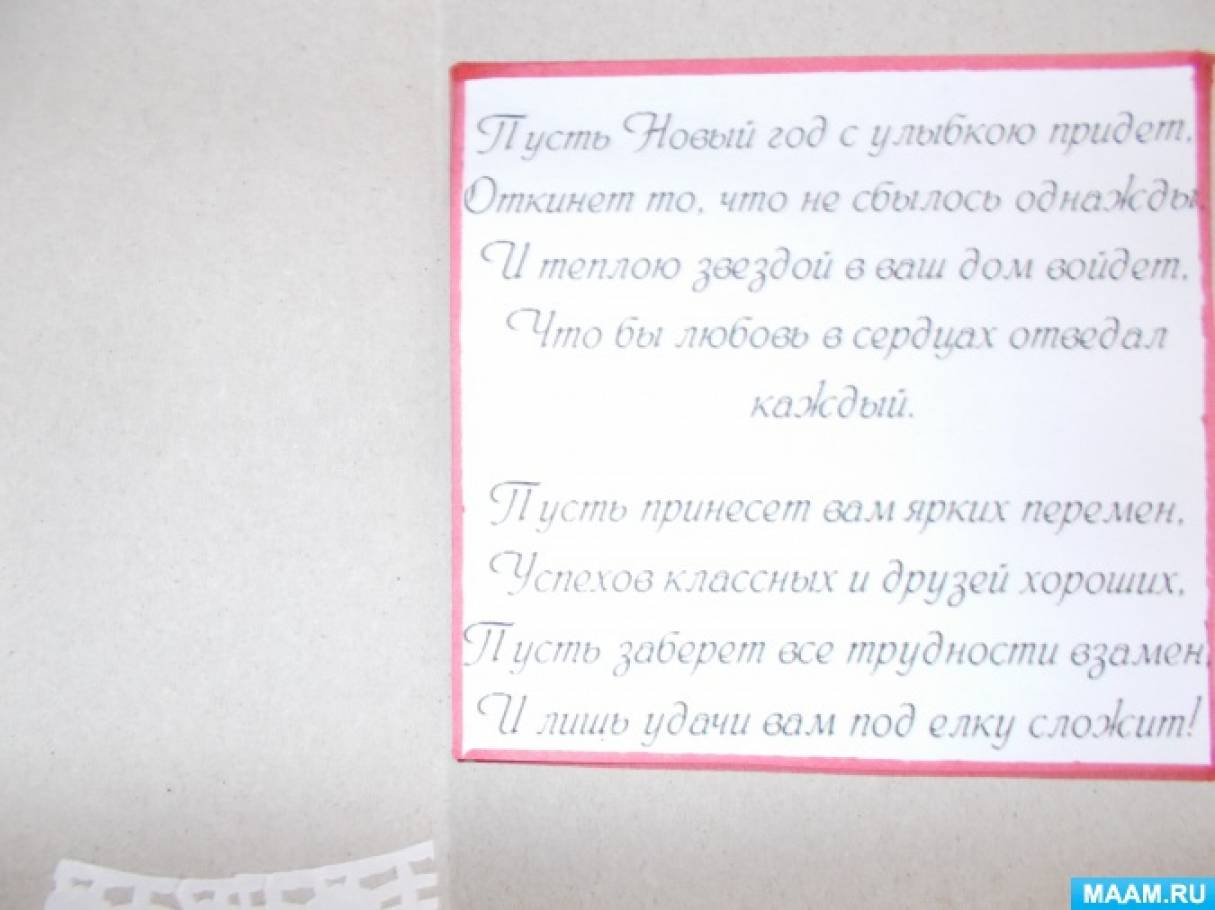 Пусть Новый год с улыбкою придет,
Откинет то, что не сбылось однажды,
И теплою звездой в ваш дом войдет,
Что бы любовь в сердцах отведал
каждый.
Пусть принесет вам ярких перемен,
Успехов классных и друзей хороших,
Пусть заберет все трудности взамен,
И лишь удачи вам под елку сложит!
MAAM.RU